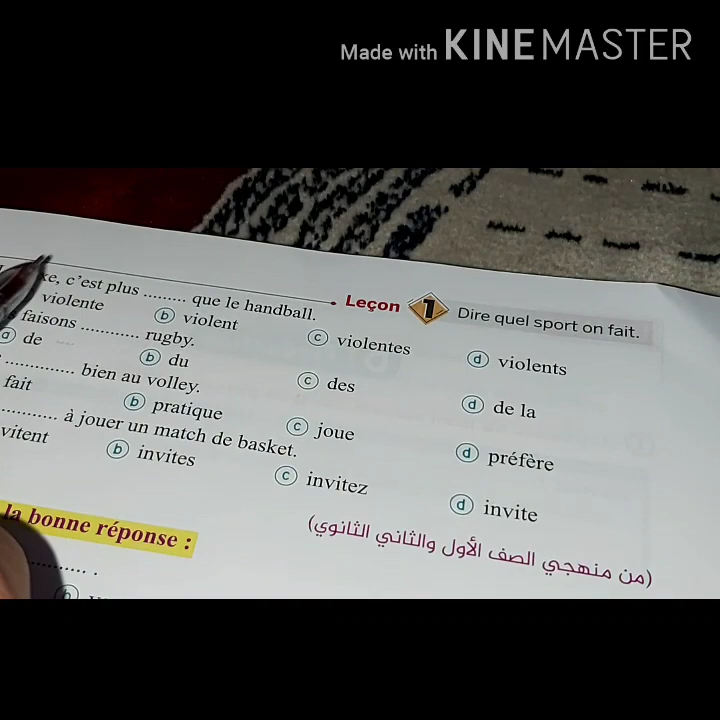 Made with KINEMASTER
Leçon 1 Dire quel sport on fait.
c'est plus ......... que le handball.
violente ⓑ violent ⓒ violentes ⓓ violents
faisons ............ rugby.
ⓐ de ⓑ du ⓒ des ⓓ de la
.............. bien au volley.
fait ⓑ pratique ⓒ joue ⓓ préfère
............ à jouer un match de basket.
vitent ⓑ invites ⓒ invitez ⓓ invite
(من منهجي الصف الأول والثاني الثانوي)
la bonne réponse :
............ .
ⓑ